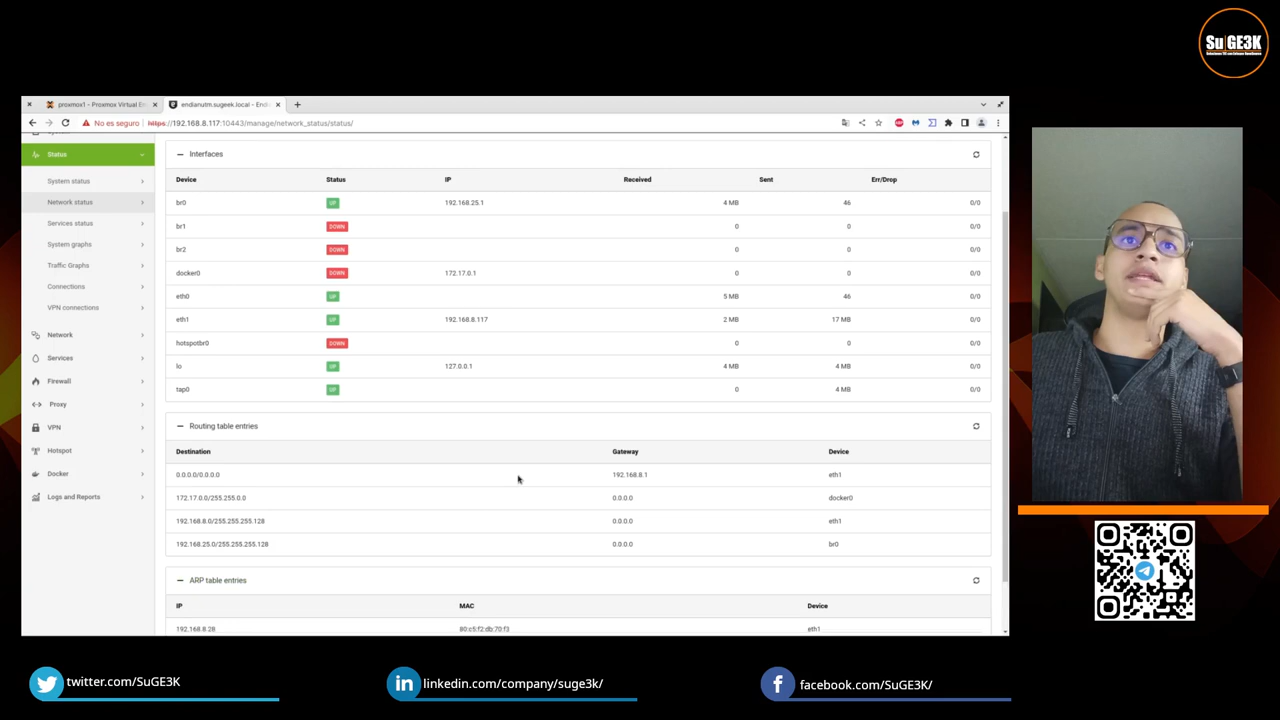 SuGE3K
proxmox1 - Proxmox Virtual En
endianutm.sugeek.local - Endi
No es seguro
https://192.168.8.117:10443/manage/network_status/status/
Status
System status
Network status
Services status
System graphs
Traffic Graphs
Connections
VPN connections
Network
Services
Firewall
Proxy
VPN
Hotspot
Docker
Logs and Reports
Interfaces
Device Status IP Received Sent Err/Drop
br0 UP 192.168.25.1 4 MB 46 0/0
br1 DOWN 0 0 0/0
br2 DOWN 0 0 0/0
docker0 DOWN 172.17.0.1 0 0 0/0
eth0 UP 5 MB 46 0/0
eth1 UP 192.168.8.117 2 MB 17 MB 0/0
hotspotbr0 DOWN 0 0 0/0
lo UP 127.0.0.1 4 MB 4 MB 0/0
tap0 UP 0 4 MB 0/0
Routing table entries
Destination Gateway Device
0.0.0.0/0.0.0.0 192.168.8.1 eth1
172.17.0.0/255.255.0.0 0.0.0.0 docker0
192.168.8.0/255.255.255.128 0.0.0.0 eth1
192.168.25.0/255.255.255.128 0.0.0.0 br0
ARP table entries
IP MAC Device
192.168.8.28 80:c5:f2:db:70:f3 eth1
twitter.com/SuGE3K
linkedin.com/company/suge3k/
facebook.com/SuGE3K/